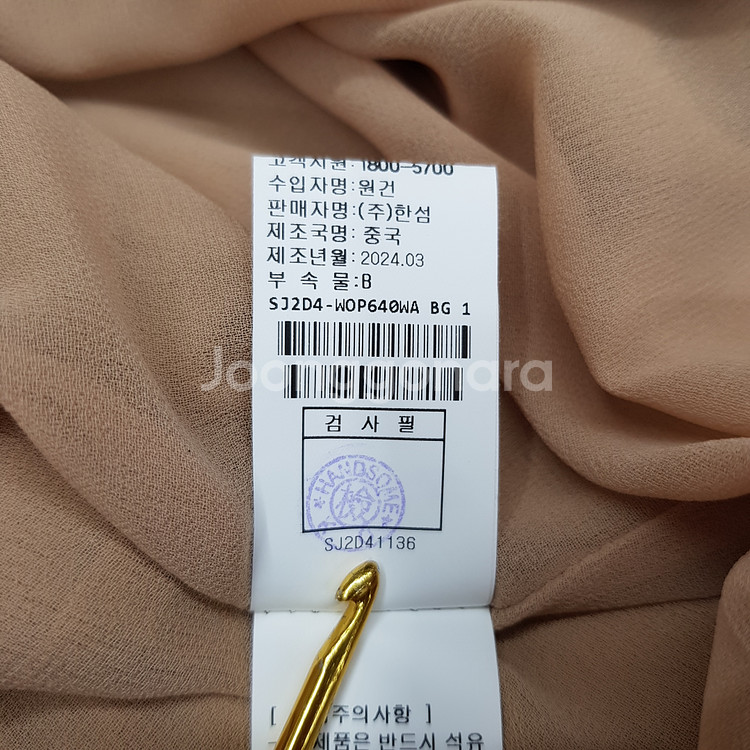 고객지원:1800-5700
수입자명:원건
판매자명:(주)한섬
제조국명: 중국
제조년월: 2024.03
부 속 물:B
SJ2D4-WOP640WA BG 1
Joonggonara
검 사 필
HANDSOME
SJ2D41136
[ 주의사항 ]
제품은 반드시 석유